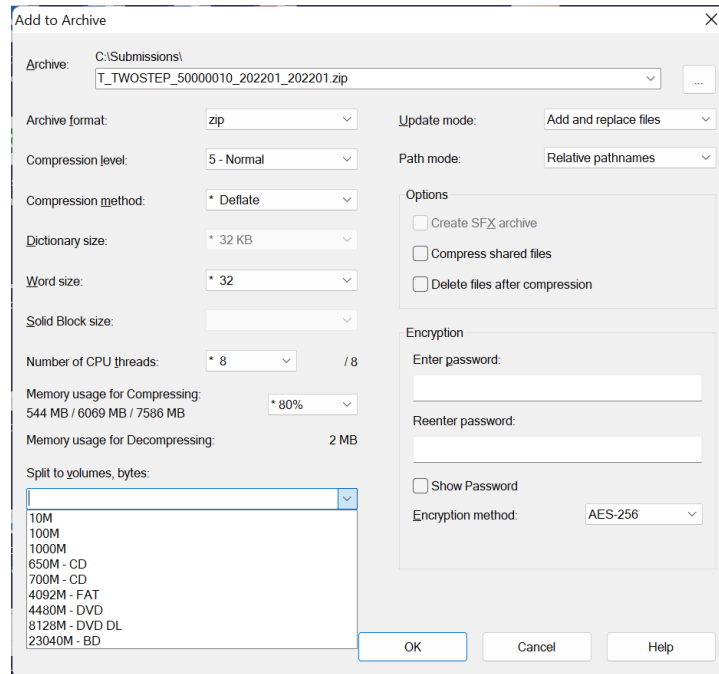 Add to Archive
Archive:
C:\Submissions\
T_TWOSTEP_50000010_202201_202201.zip
...
Archive format:
zip
Compression level:
5 - Normal
Compression method:
* Deflate
Dictionary size:
* 32 KB
Word size:
* 32
Solid Block size:
Number of CPU threads:
* 8
/ 8
Memory usage for Compressing:
544 MB / 6069 MB / 7586 MB
* 80%
Memory usage for Decompressing:
2 MB
Split to volumes, bytes:
10M
100M
1000M
650M - CD
700M - CD
4092M - FAT
4480M - DVD
8128M - DVD DL
23040M - BD
Update mode:
Add and replace files
Path mode:
Relative pathnames
Options
Create SFX archive
Compress shared files
Delete files after compression
Encryption
Enter password:
Reenter password:
Show Password
Encryption method:
AES-256
OK
Cancel
Help